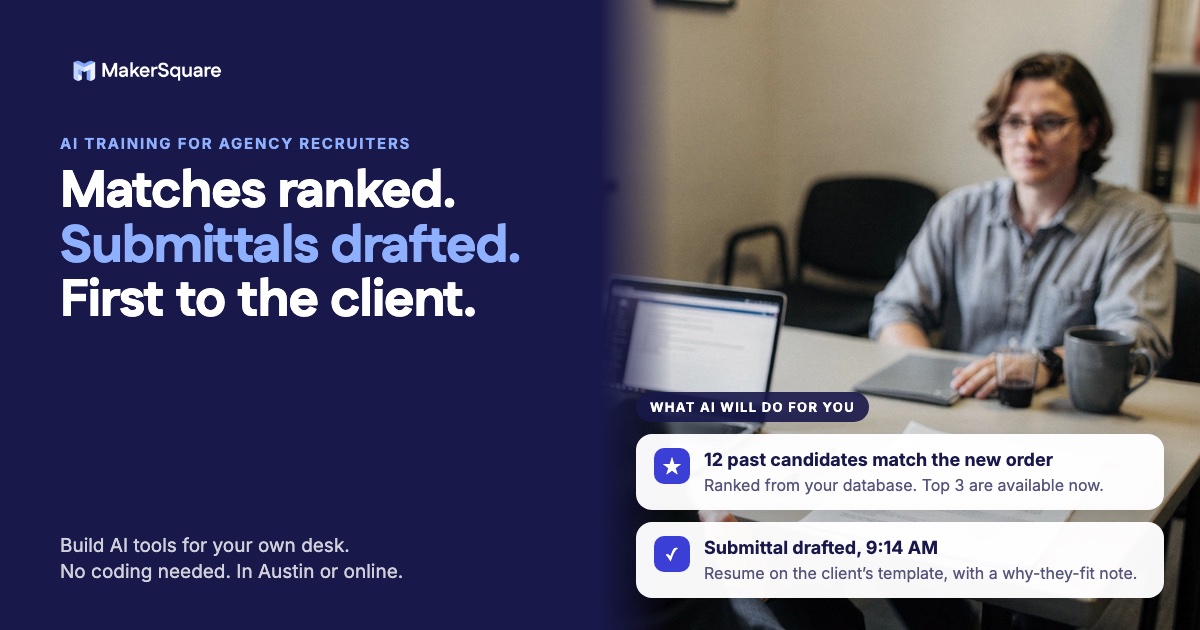 MakerSquare
AI TRAINING FOR AGENCY RECRUITERS
Matches ranked.
Submittals drafted.
First to the client.
Build AI tools for your own desk.
No coding needed. In Austin or online.
WHAT AI WILL DO FOR YOU
12 past candidates match the new order
Ranked from your database. Top 3 are available now.
Submittal drafted, 9:14 AM
Resume on the client’s template, with a why-they-fit note.